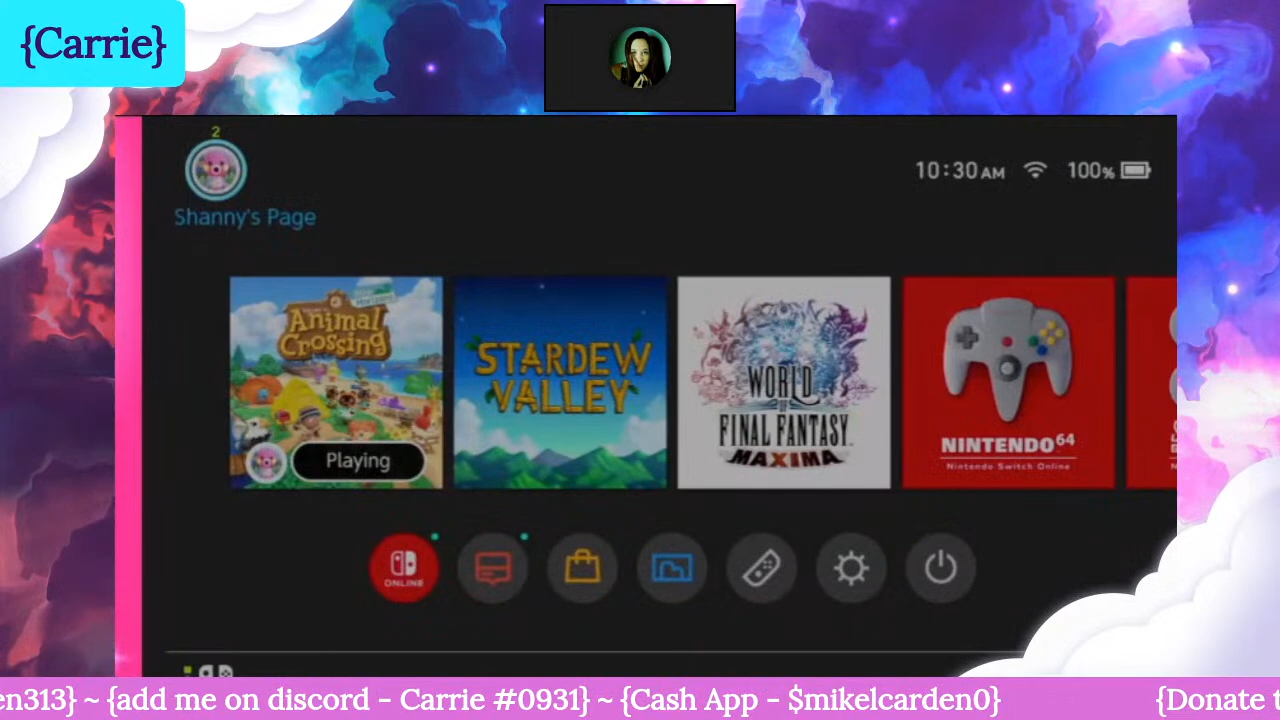 {Carrie}
2
Shanny's Page
10:30 AM
100%
Animal
Crossing
Playing
STARDEW
VALLEY
WORLD
OF
FINAL FANTASY
MAXIMA
NINTENDO 64
Nintendo Switch Online
ONLINE
en313} ~ {add me on discord - Carrie #0931} ~ {Cash App - $mikelcarden0}
{Donate t